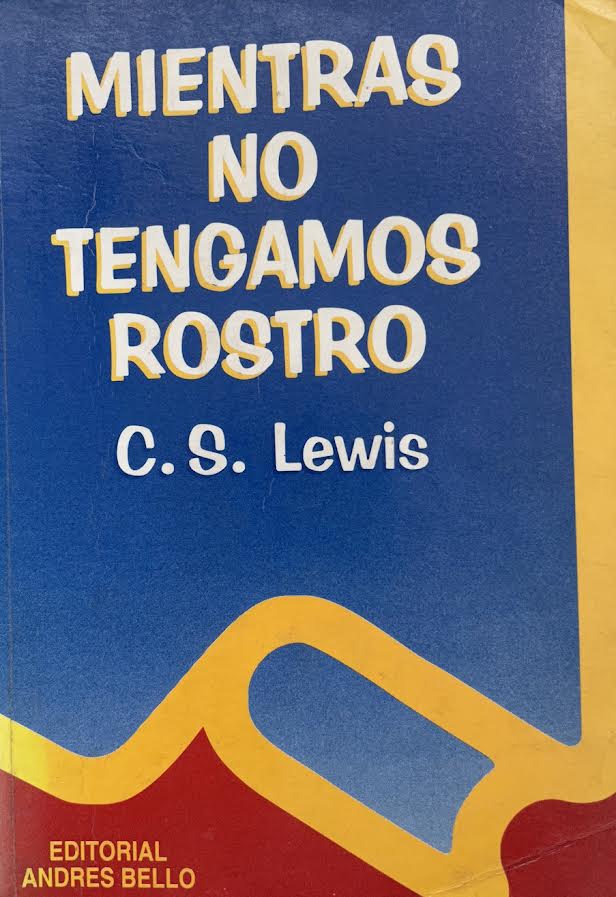 MIENTRAS
NO
TENGAMOS
ROSTRO
C. S. Lewis
EDITORIAL
ANDRES BELLO